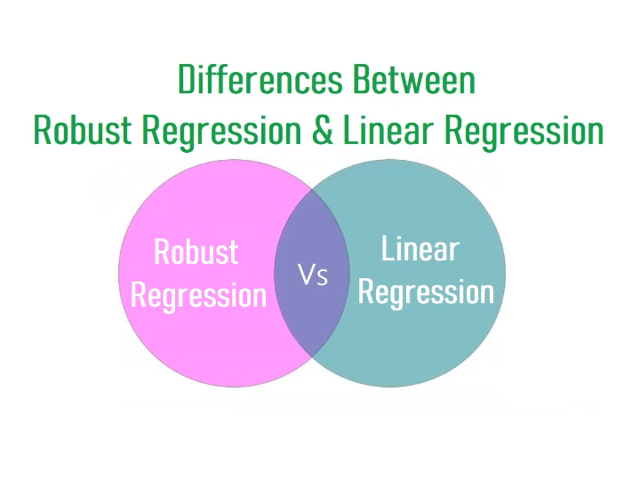 Differences Between
Robust Regression & Linear Regression
Robust
Regression
Vs
Linear
Regression